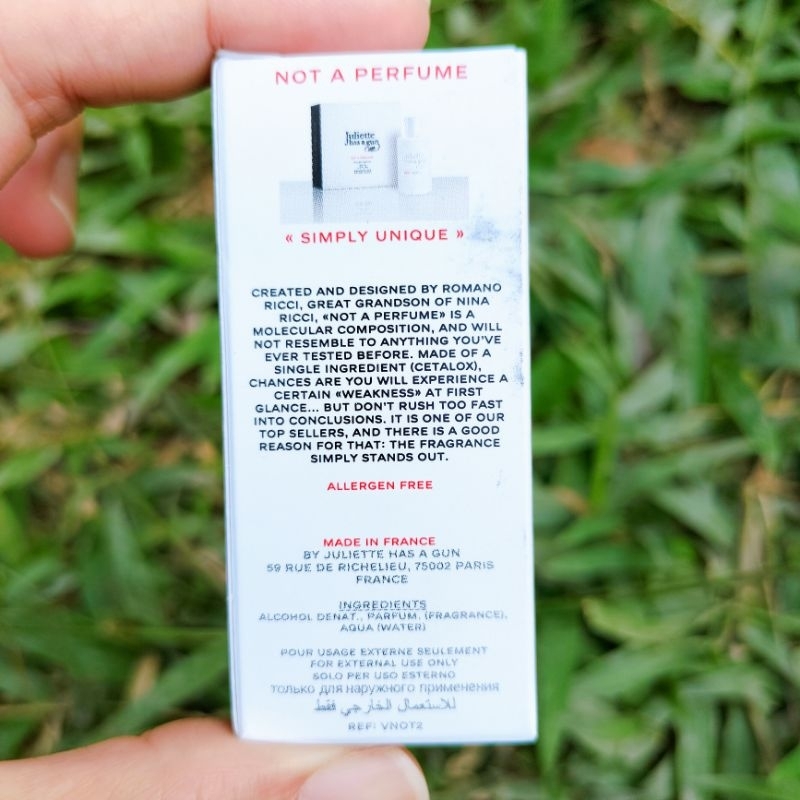 NOT A PERFUME
Juliette
has a gun
« SIMPLY UNIQUE »
CREATED AND DESIGNED BY ROMANO
RICCI, GREAT GRANDSON OF NINA
RICCI, «NOT A PERFUME» IS A
MOLECULAR COMPOSITION, AND WILL
NOT RESEMBLE TO ANYTHING YOU'VE
EVER TESTED BEFORE. MADE OF A
SINGLE INGREDIENT (CETALOX),
CHANCES ARE YOU WILL EXPERIENCE A
CERTAIN «WEAKNESS» AT FIRST
GLANCE... BUT DON'T RUSH TOO FAST
INTO CONCLUSIONS. IT IS ONE OF OUR
TOP SELLERS, AND THERE IS A GOOD
REASON FOR THAT: THE FRAGRANCE
SIMPLY STANDS OUT.
ALLERGEN FREE
MADE IN FRANCE
BY JULIETTE HAS A GUN
59 RUE DE RICHELIEU, 75002 PARIS
FRANCE
INGREDIENTS
ALCOHOL DENAT., PARFUM, (FRAGRANCE),
AQUA (WATER)
POUR USAGE EXTERNE SEULEMENT
FOR EXTERNAL USE ONLY
SOLO PER USO ESTERNO
только для наружного применения
للاستعمال الخارجي فقط
REF: VNOT2